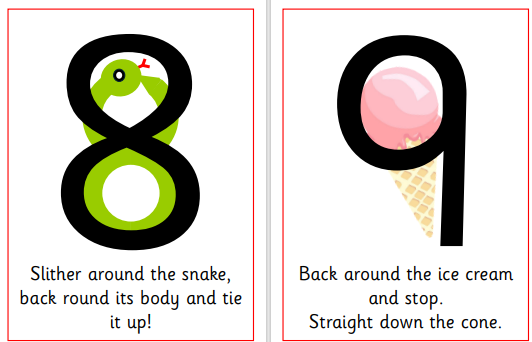 8
Slither around the snake,
back round its body and tie
it up!
9
Back around the ice cream
and stop.
Straight down the cone.